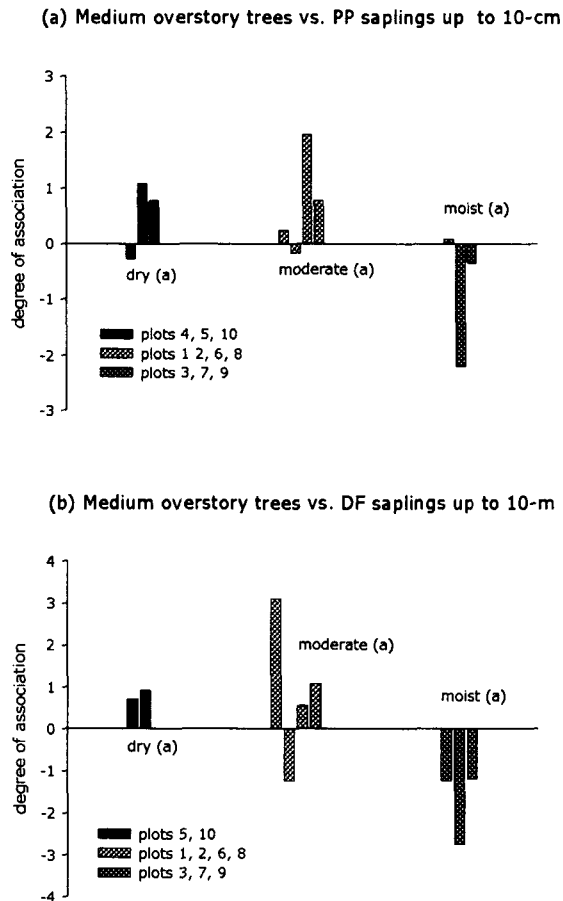 (a) Medium overstory trees vs. PP saplings up to 10-cm
3
2
1
0
-1
-2
-3
degree of association
dry (a)
moderate (a)
moist (a)
plots 4, 5, 10
plots 1 2, 6, 8
plots 3, 7, 9
(b) Medium overstory trees vs. DF saplings up to 10-m
4
3
2
1
0
-1
-2
-3
-4
degree of association
dry (a)
moderate (a)
moist (a)
plots 5, 10
plots 1, 2, 6, 8
plots 3, 7, 9